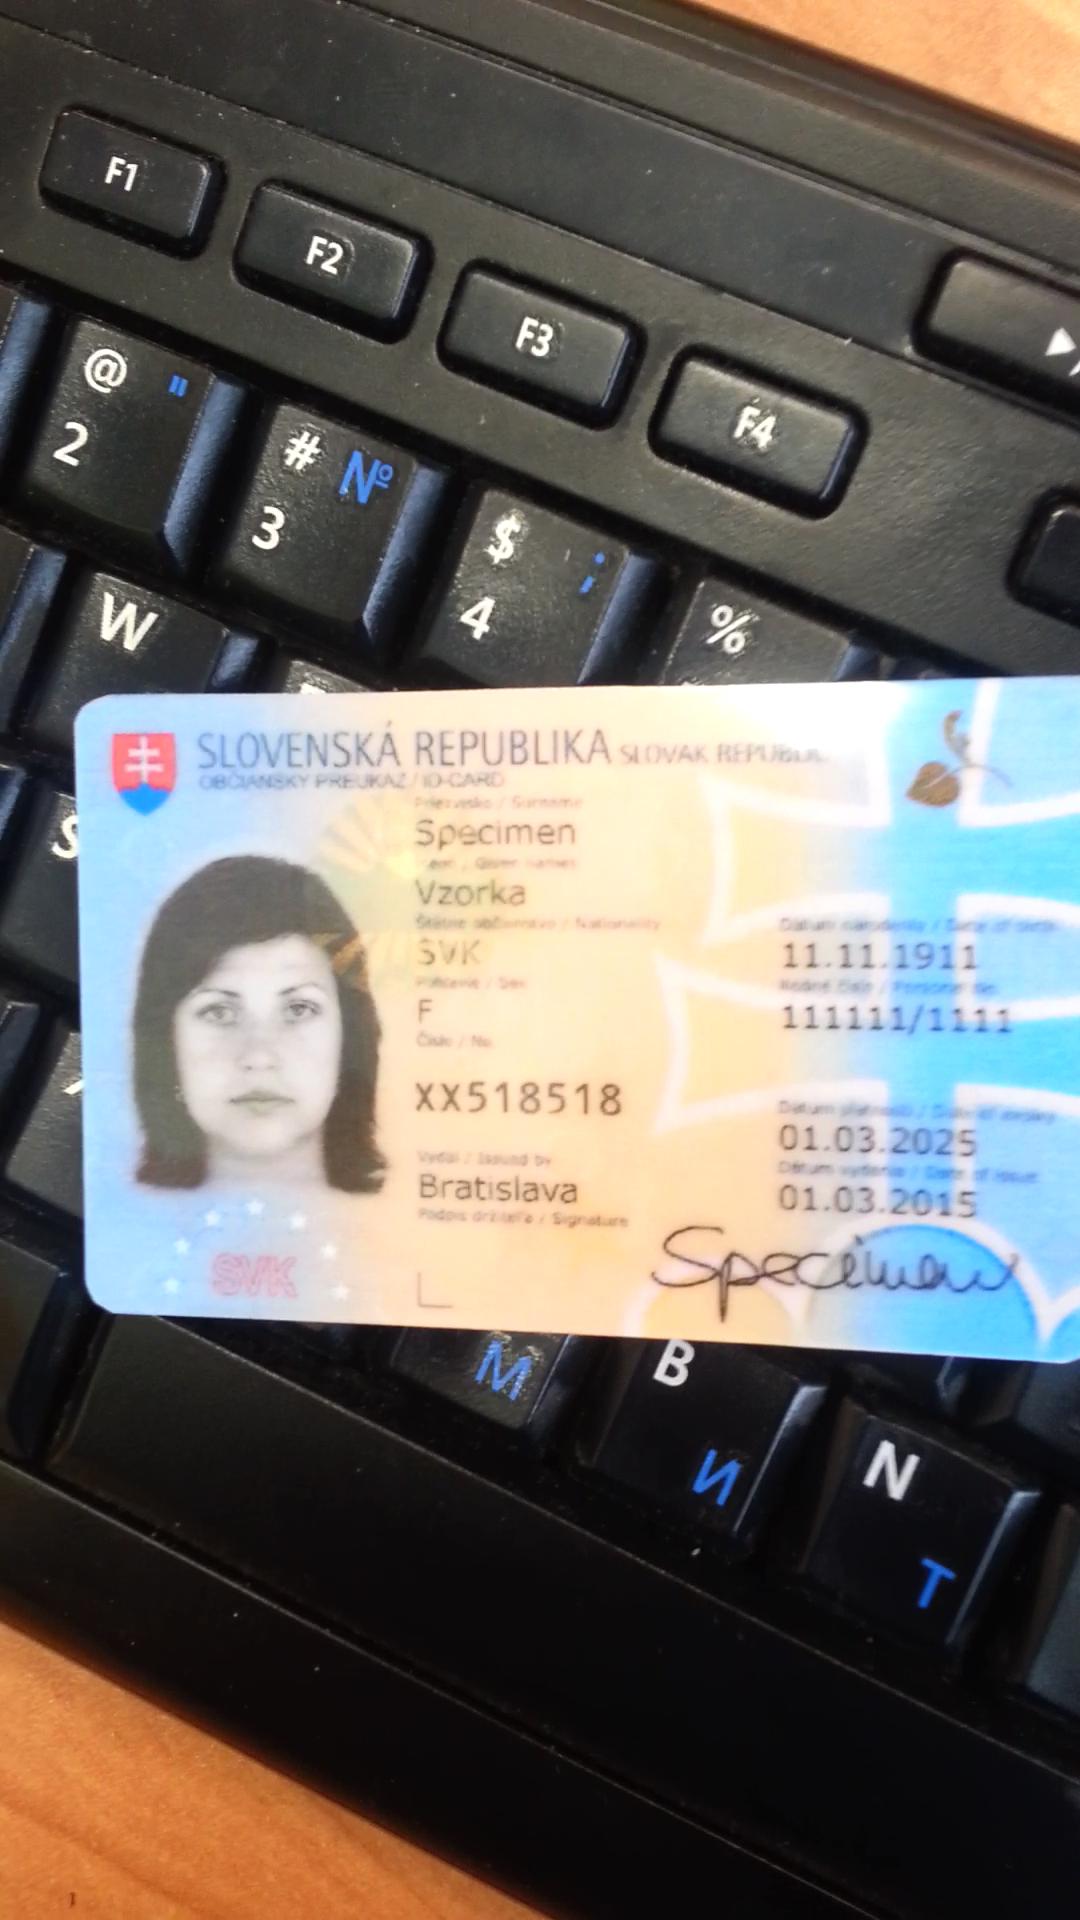 F1
F2
F3
F4
@ "
2
# №
3
$ ;
4
%
W
S
SLOVENSKÁ REPUBLIKA SLOVAK
OBČIANSKY PREUKAZ / ID-CARD
Priezvisko / Surname
Specimen
Given names
Vzorka
Štátne občianstvo / Nationality
SVK
Dátum narodenia / Date of birth
11.11.1911
Pohlavie / Sex
F
Rodné číslo / Personal No.
111111/1111
Číslo / No.
XX518518
Dátum platnosti / Date of expiry
01.03.2025
Vydal / Issued by
Bratislava
Dátum vydania / Date of issue
01.03.2015
Podpis držiteľa / Signature
Specimen
SVK
М
B
И
N
Т